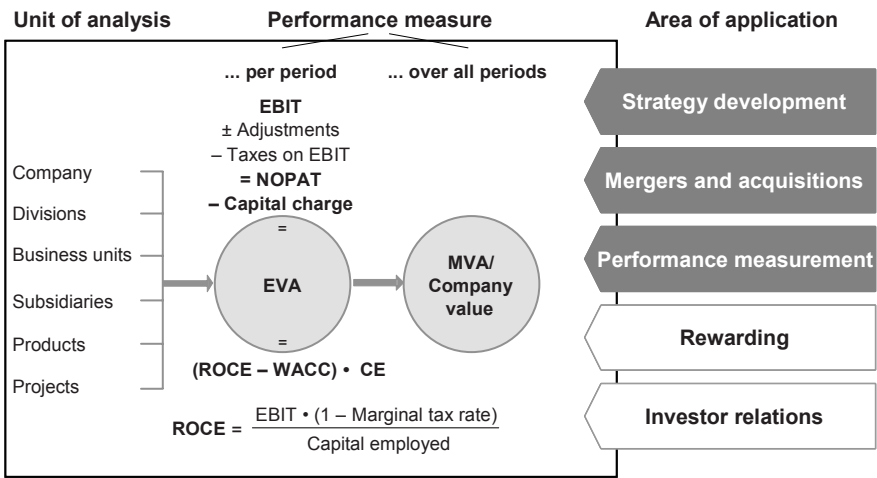 Unit of analysis
Performance measure
Area of application
... per period
... over all periods
EBIT
± Adjustments
– Taxes on EBIT
= NOPAT
– Capital charge
=
EVA
=
(ROCE – WACC) • CE
MVA/
Company
value
Company
Divisions
Business units
Subsidiaries
Products
Projects
ROCE = EBIT • (1 – Marginal tax rate)
Capital employed
Strategy development
Mergers and acquisitions
Performance measurement
Rewarding
Investor relations